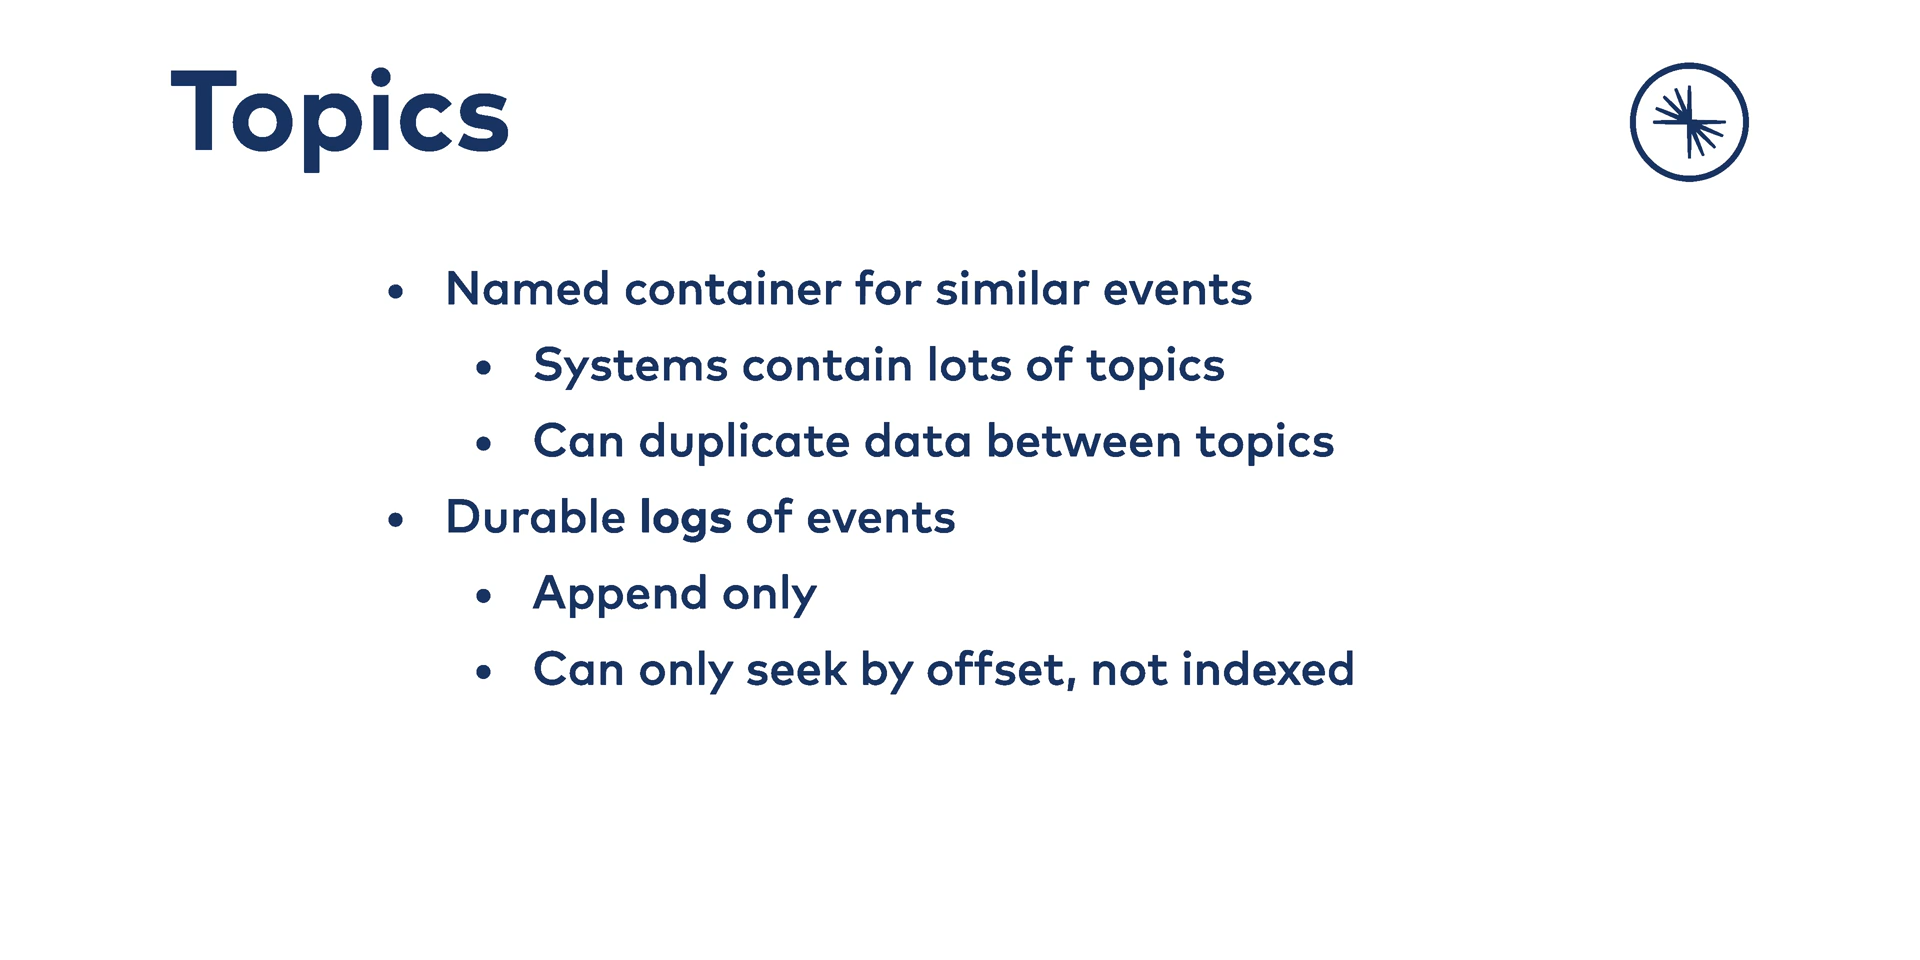 Topics
• Named container for similar events
• Systems contain lots of topics
• Can duplicate data between topics
• Durable logs of events
• Append only
• Can only seek by offset, not indexed